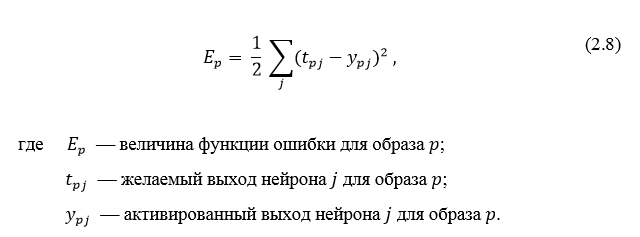 E_p = 1/2 ∑_j (t_pj − y_pj)² , (2.8)
где E_p — величина функции ошибки для образа p;
t_pj — желаемый выход нейрона j для образа p;
y_pj — активированный выход нейрона j для образа p.